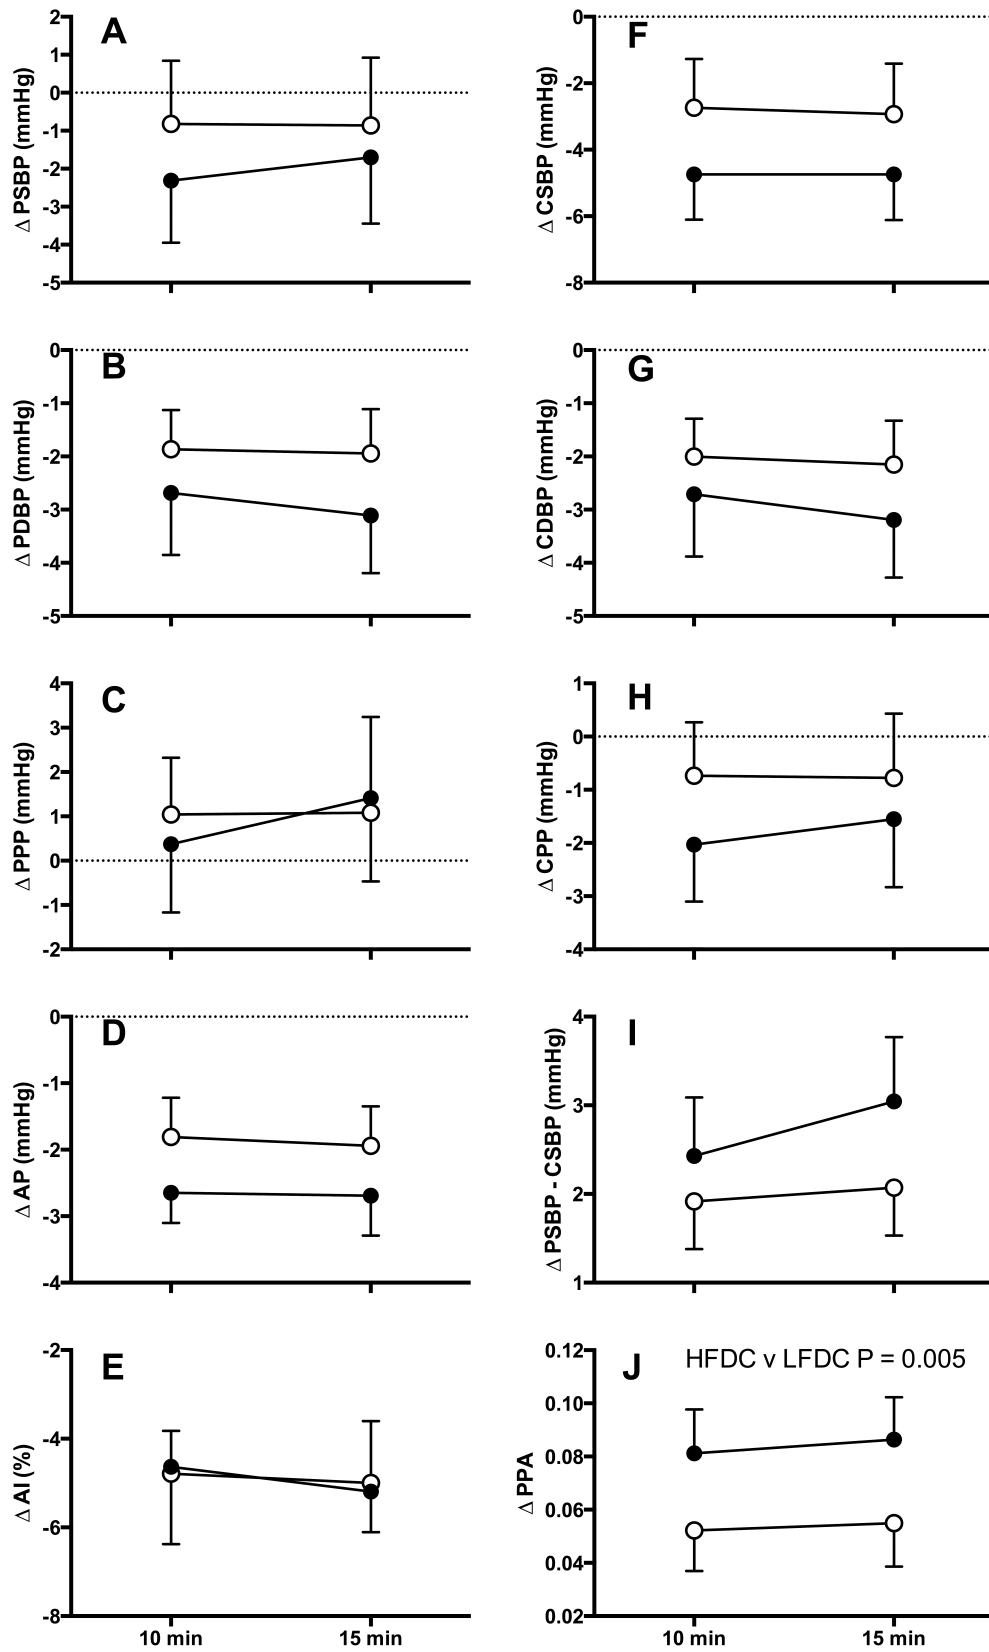 A
Δ PSBP (mmHg)
2
1
0
-1
-2
-3
-4
-5
F
Δ CSBP (mmHg)
0
-2
-4
-6
-8
B
Δ PDBP (mmHg)
0
-1
-2
-3
-4
-5
G
Δ CDBP (mmHg)
0
-1
-2
-3
-4
-5
C
Δ PPP (mmHg)
4
3
2
1
0
-1
-2
H
Δ CPP (mmHg)
1
0
-1
-2
-3
-4
D
Δ AP (mmHg)
0
-1
-2
-3
-4
I
Δ PSBP - CSBP (mmHg)
4
3
2
1
E
Δ AI (%)
-2
-4
-6
-8
10 min
15 min
J
HFDC v LFDC P = 0.005
Δ PPA
0.12
0.10
0.08
0.06
0.04
0.02
10 min
15 min